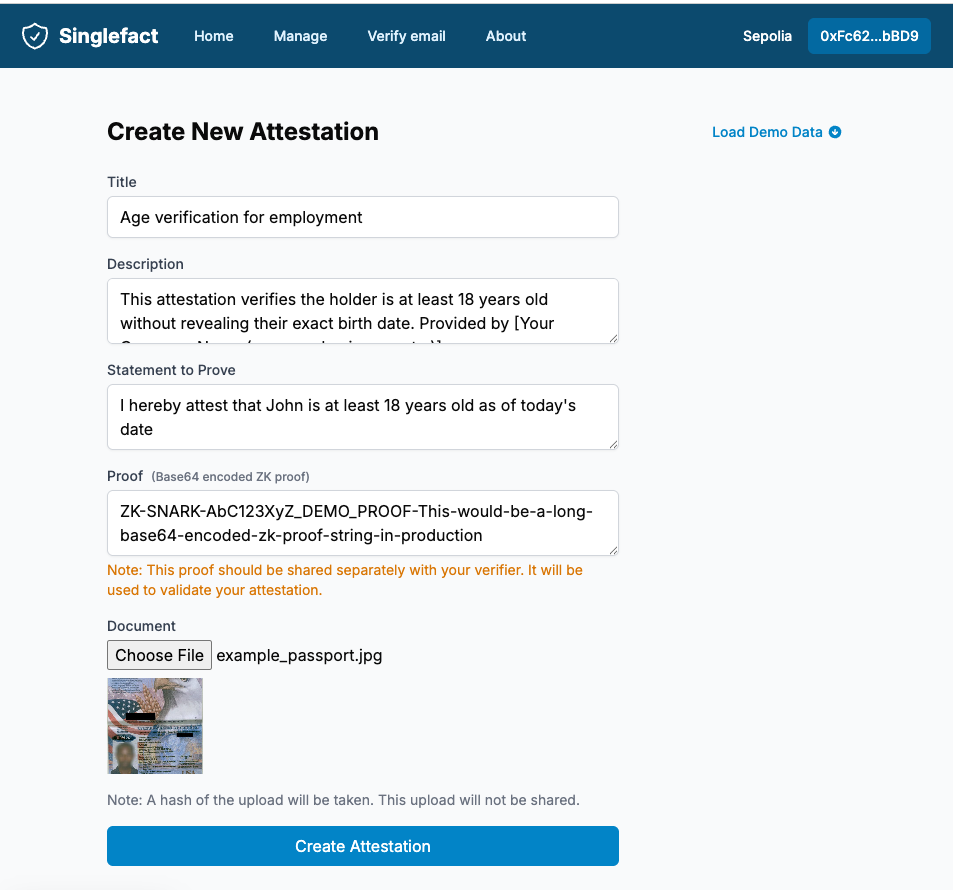 Singlefact Home Manage Verify email About Sepolia 0xFc62...bBD9
Create New Attestation Load Demo Data
Title
Age verification for employment
Description
This attestation verifies the holder is at least 18 years old
without revealing their exact birth date. Provided by [Your
Statement to Prove
I hereby attest that John is at least 18 years old as of today's
date
Proof (Base64 encoded ZK proof)
ZK-SNARK-AbC123XyZ_DEMO_PROOF-This-would-be-a-long-
base64-encoded-zk-proof-string-in-production
Note: This proof should be shared separately with your verifier. It will be
used to validate your attestation.
Document
Choose File example_passport.jpg
Note: A hash of the upload will be taken. This upload will not be shared.
Create Attestation